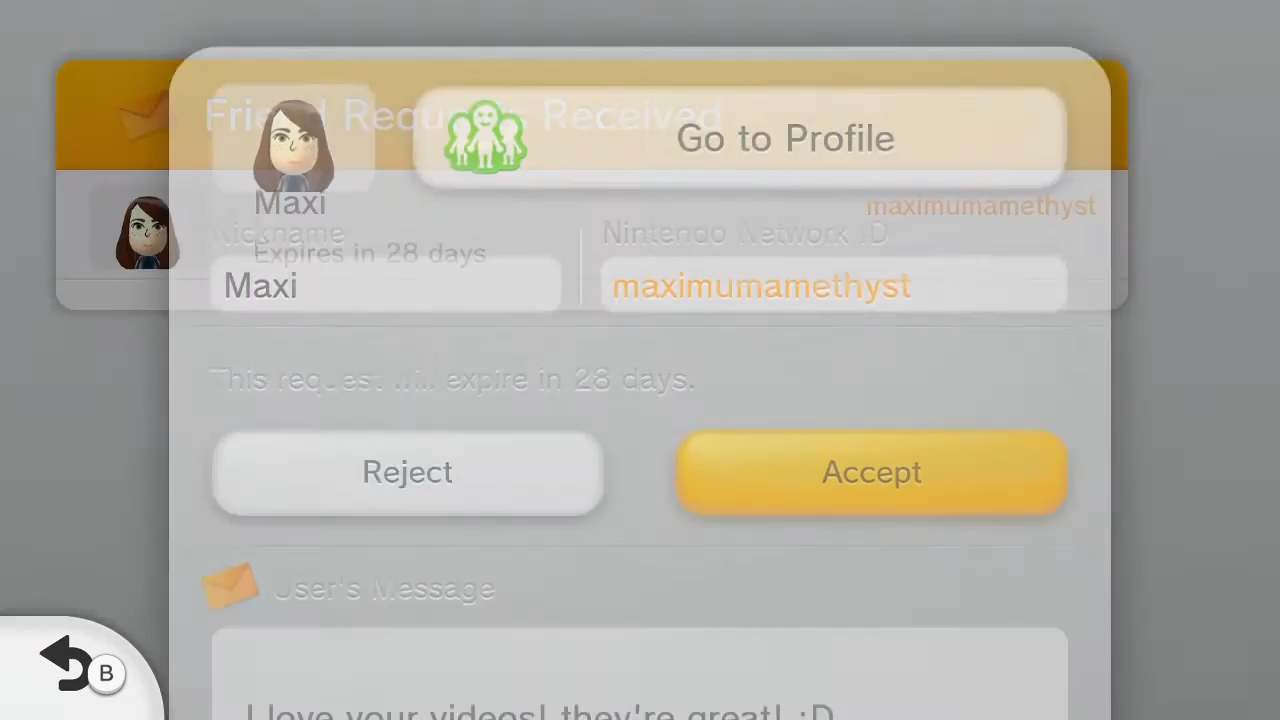 Friend Requests Received
Go to Profile
Maxi
maximumamethyst
Nickname
Nintendo Network ID
Expires in 28 days
Maxi
maximumamethyst
This request will expire in 28 days.
Reject
Accept
User's Message
I love your videos! they're great! :D
B